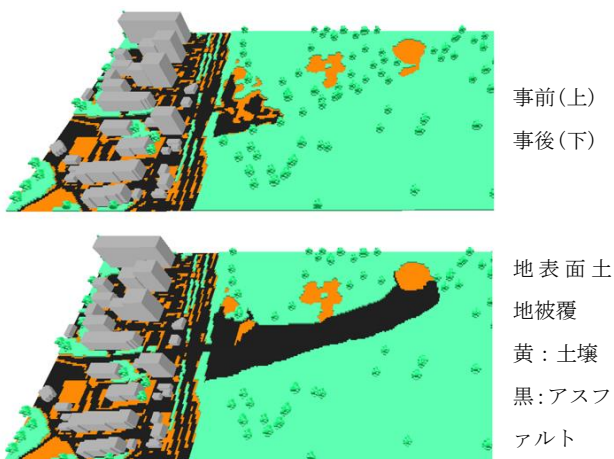 事前(上)
事後(下)
地表面土
地被覆
黄：土壌
黒:アスフ
ァルト